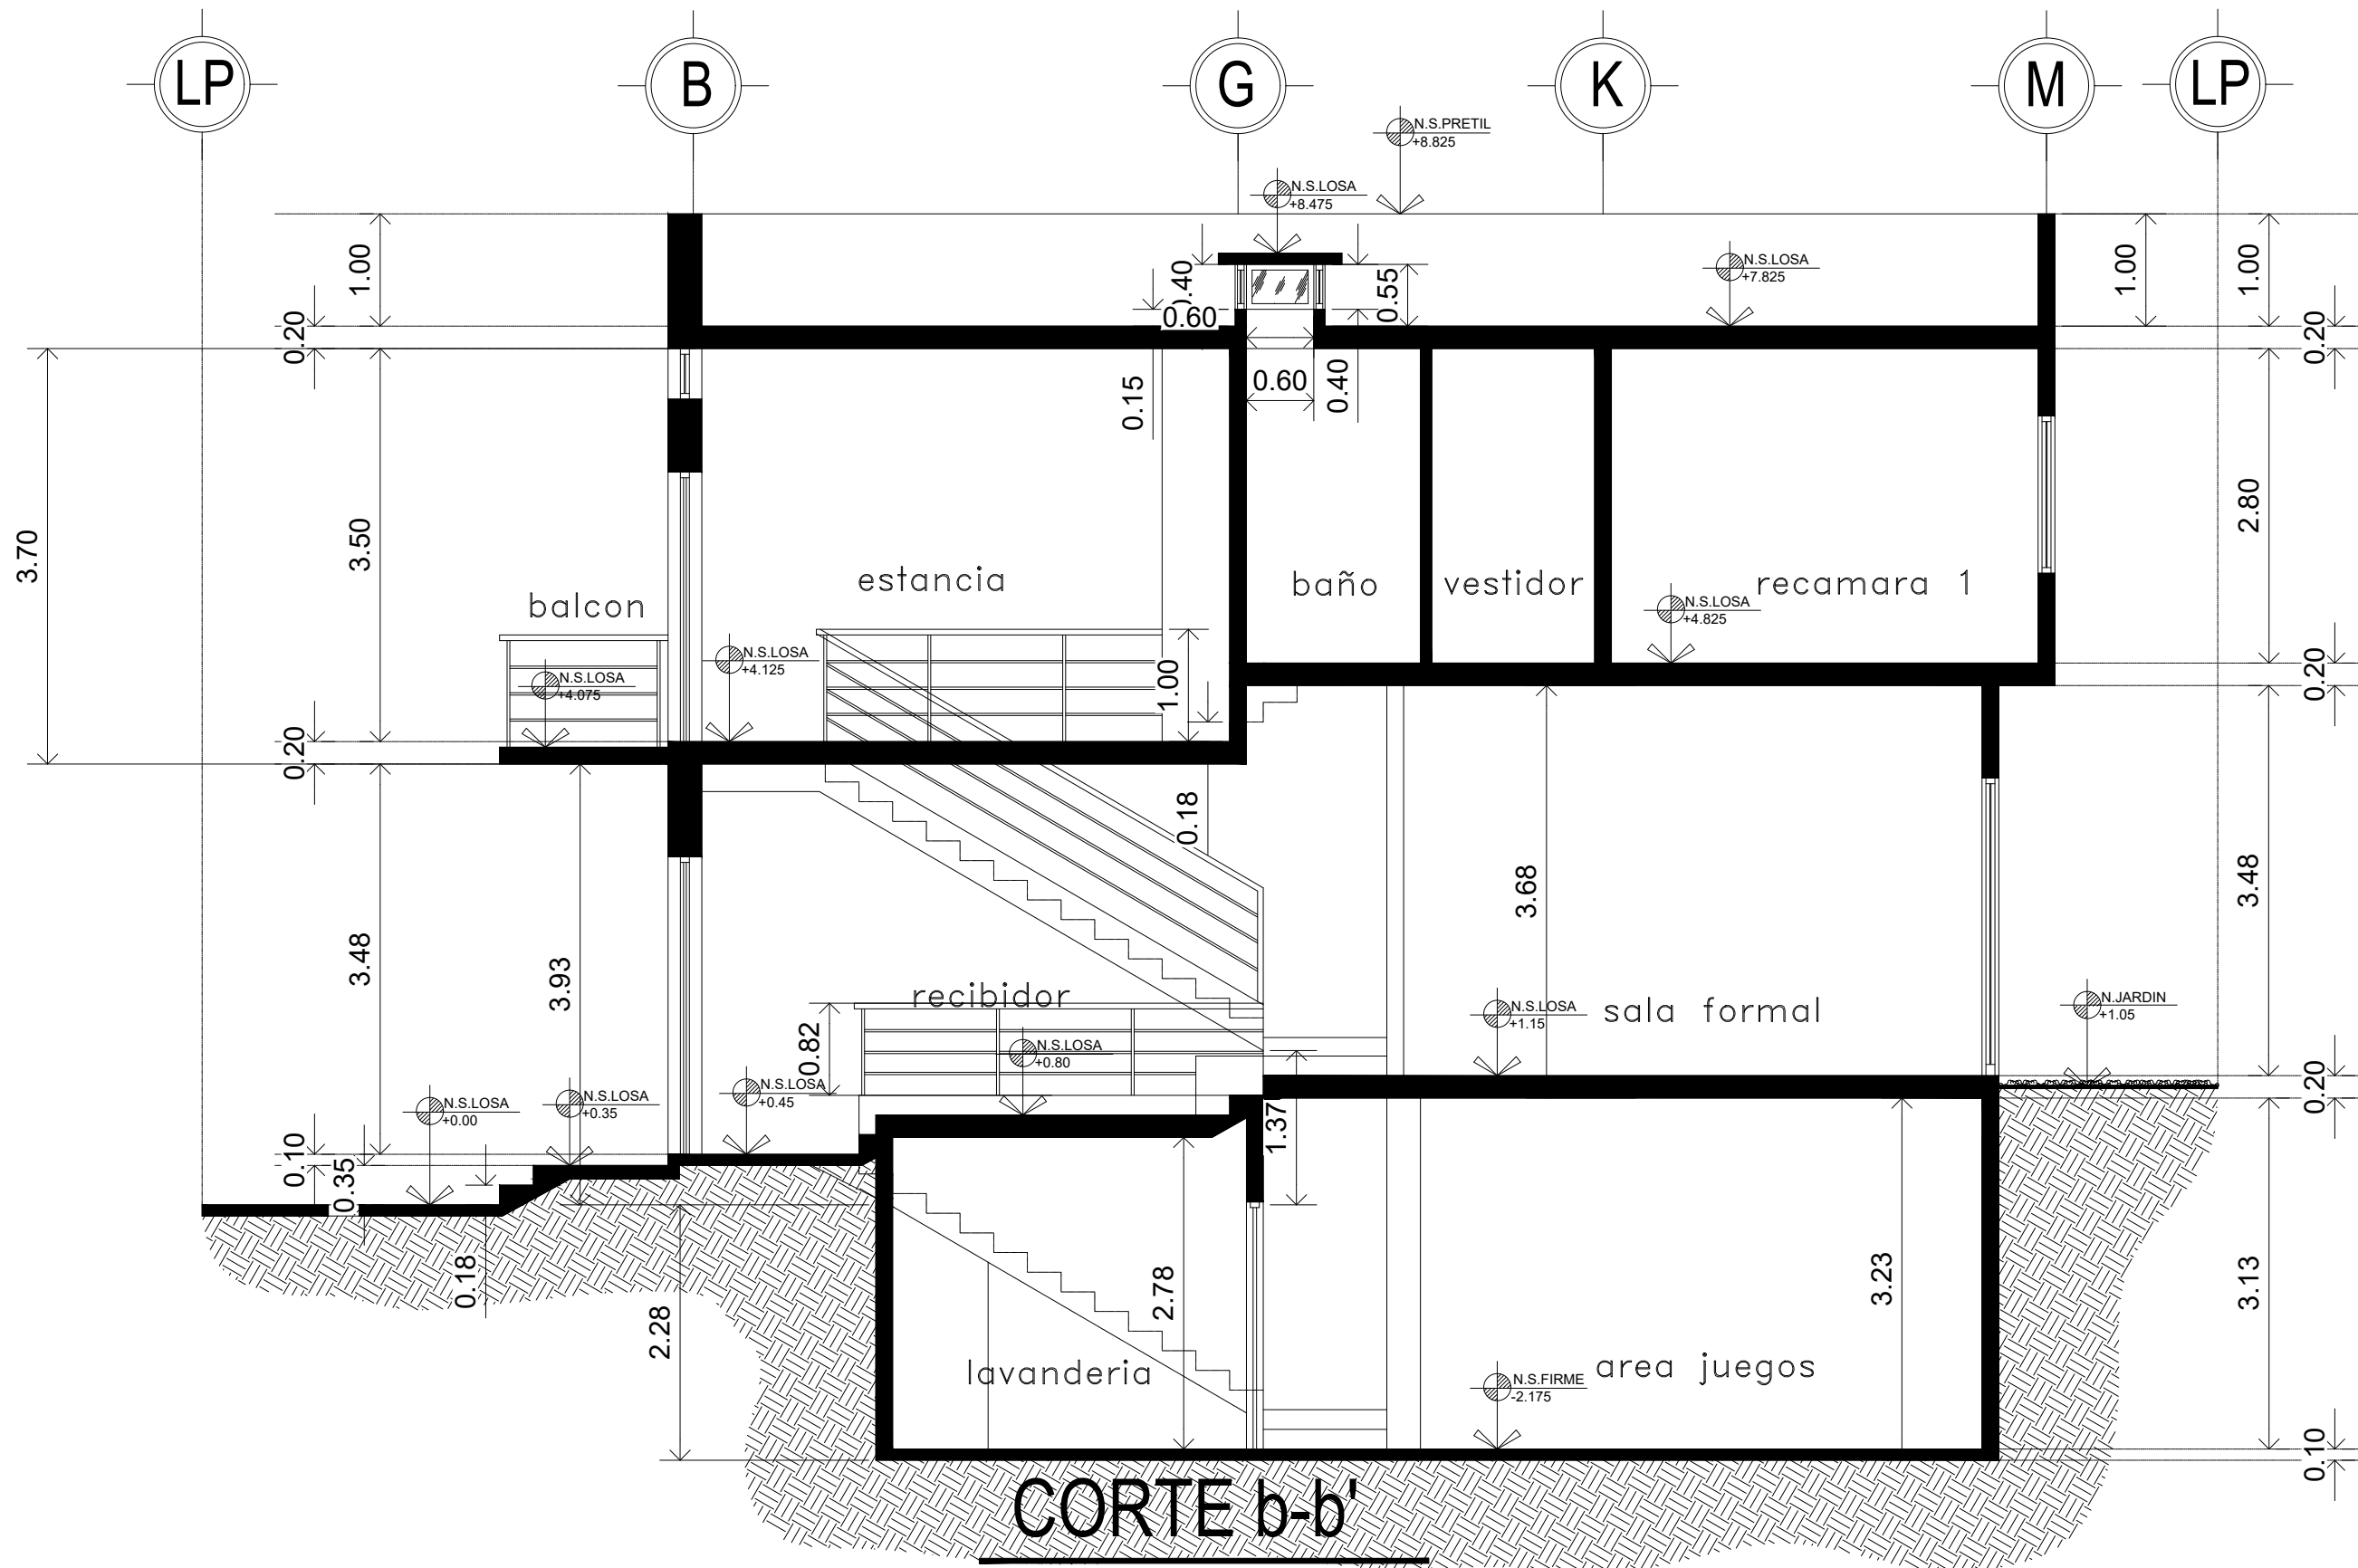 LP B G K M LP
N.S.PRETIL
+8.825
N.S.LOSA
+8.475
N.S.LOSA
+7.825
1.00
0.40
0.55
1.00
1.00
0.20
0.60
0.20
0.15
0.60
0.40
3.70
3.50
2.80
estancia
baño
vestidor
recamara 1
balcon
N.S.LOSA
+4.825
N.S.LOSA
+4.125
N.S.LOSA
+4.075
1.00
0.20
0.20
0.18
3.68
3.48
3.48
3.93
recibidor
sala formal
N.S.LOSA
+1.15
N.JARDIN
+1.05
0.82
N.S.LOSA
+0.80
N.S.LOSA
+0.45
N.S.LOSA
+0.35
N.S.LOSA
+0.00
0.20
1.37
0.10
0.35
0.18
2.28
2.78
3.23
3.13
lavanderia
area juegos
N.S.FIRME
-2.175
0.10
CORTE b-b'